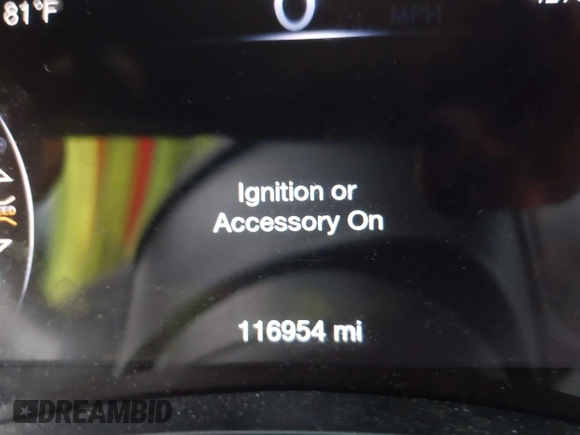 81°F
0 MPH
Ignition or
Accessory On
116954 mi
DREAMBID